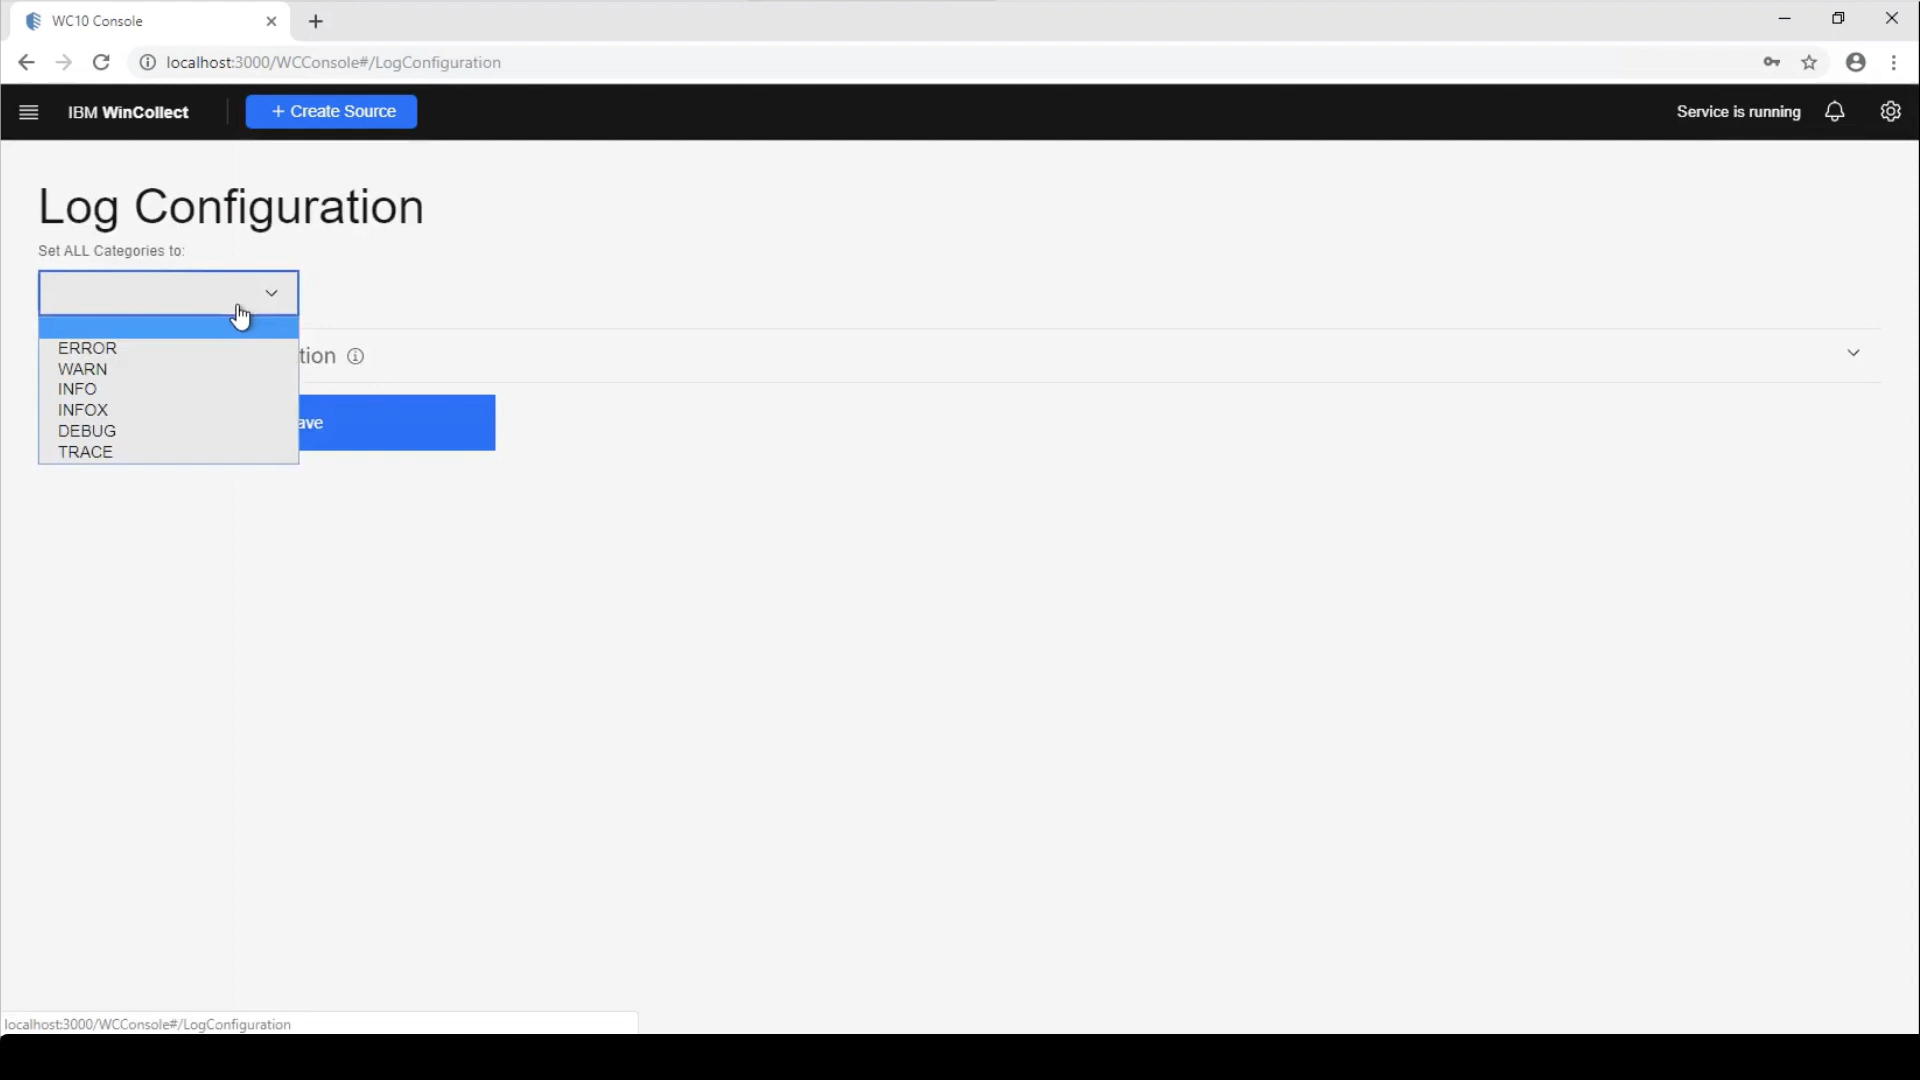 WC10 Console
localhost:3000/WCConsole#/LogConfiguration
IBM WinCollect
+ Create Source
Service is running
Log Configuration
Set ALL Categories to:
ERROR
WARN
INFO
INFOX
DEBUG
TRACE
tion
ave
localhost:3000/WCConsole#/LogConfiguration